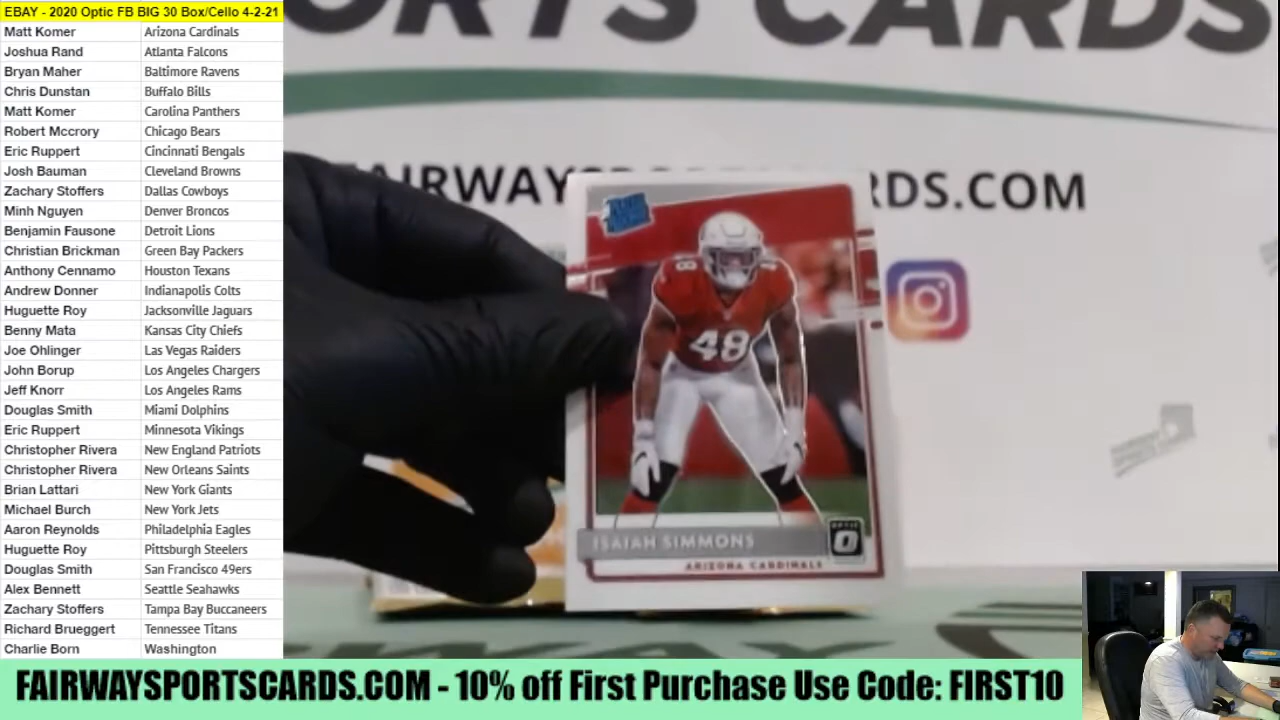 EBAY - 2020 Optic FB BIG 30 Box/Cello 4-2-21
Matt Komer Arizona Cardinals
Joshua Rand Atlanta Falcons
Bryan Maher Baltimore Ravens
Chris Dunstan Buffalo Bills
Matt Komer Carolina Panthers
Robert Mccrory Chicago Bears
Eric Ruppert Cincinnati Bengals
Josh Bauman Cleveland Browns
Zachary Stoffers Dallas Cowboys
Minh Nguyen Denver Broncos
Benjamin Fausone Detroit Lions
Christian Brickman Green Bay Packers
Anthony Cennamo Houston Texans
Andrew Donner Indianapolis Colts
Huguette Roy Jacksonville Jaguars
Benny Mata Kansas City Chiefs
Joe Ohlinger Las Vegas Raiders
John Borup Los Angeles Chargers
Jeff Knorr Los Angeles Rams
Douglas Smith Miami Dolphins
Eric Ruppert Minnesota Vikings
Christopher Rivera New England Patriots
Christopher Rivera New Orleans Saints
Brian Lattari New York Giants
Michael Burch New York Jets
Aaron Reynolds Philadelphia Eagles
Huguette Roy Pittsburgh Steelers
Douglas Smith San Francisco 49ers
Alex Bennett Seattle Seahawks
Zachary Stoffers Tampa Bay Buccaneers
Richard Brueggert Tennessee Titans
Charlie Born Washington
ORTS CARDS
FAIRWAYS RDS.COM
48
ISAIAH SIMMONS
ARIZONA CARDINALS
OPTIC
FAIRWAYSPORTSCARDS.COM - 10% off First Purchase Use Code: FIRST10